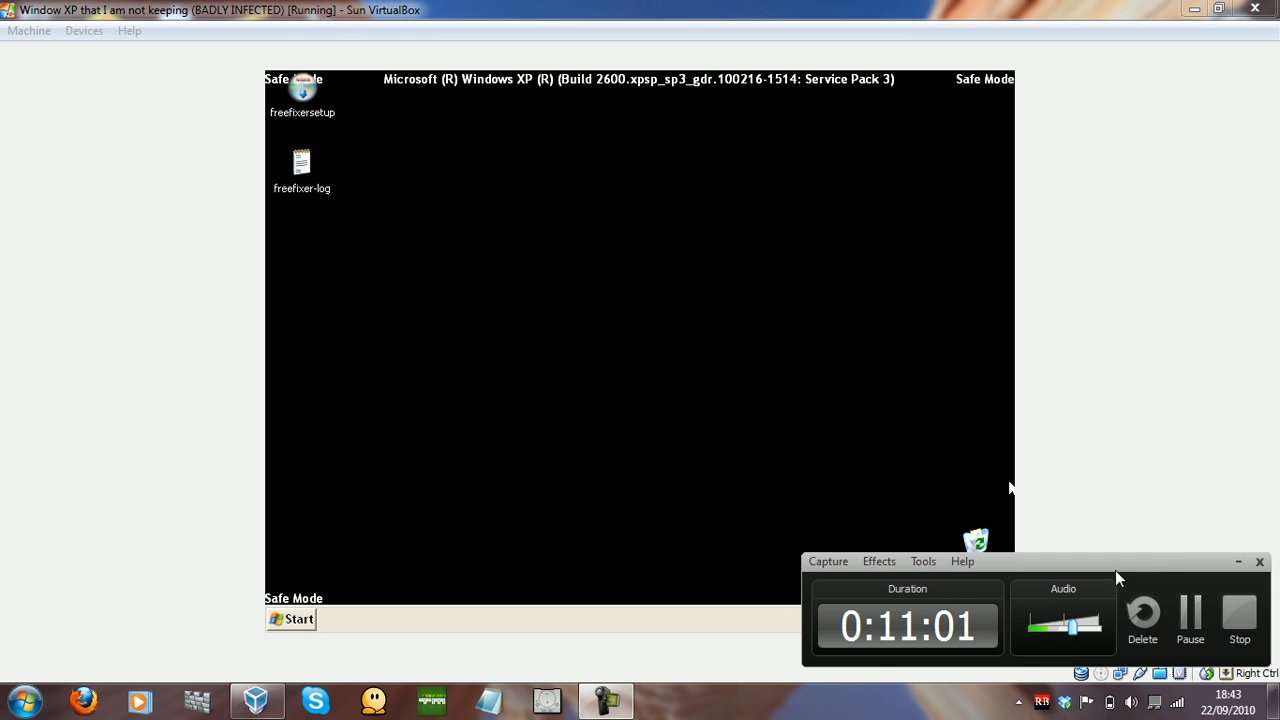 Window XP that I am not keeping (BADLY INFECTED) [Running] - Sun VirtualBox
Machine Devices Help
Safe Mode Microsoft (R) Windows XP (R) (Build 2600.xpsp_sp3_gdr.100216-1514: Service Pack 3) Safe Mode
freefixersetup
freefixer-log
Safe Mode
Start
Capture Effects Tools Help
Duration Audio
0:11:01
Delete Pause Stop
Right Ctrl
RB
18:43
22/09/2010